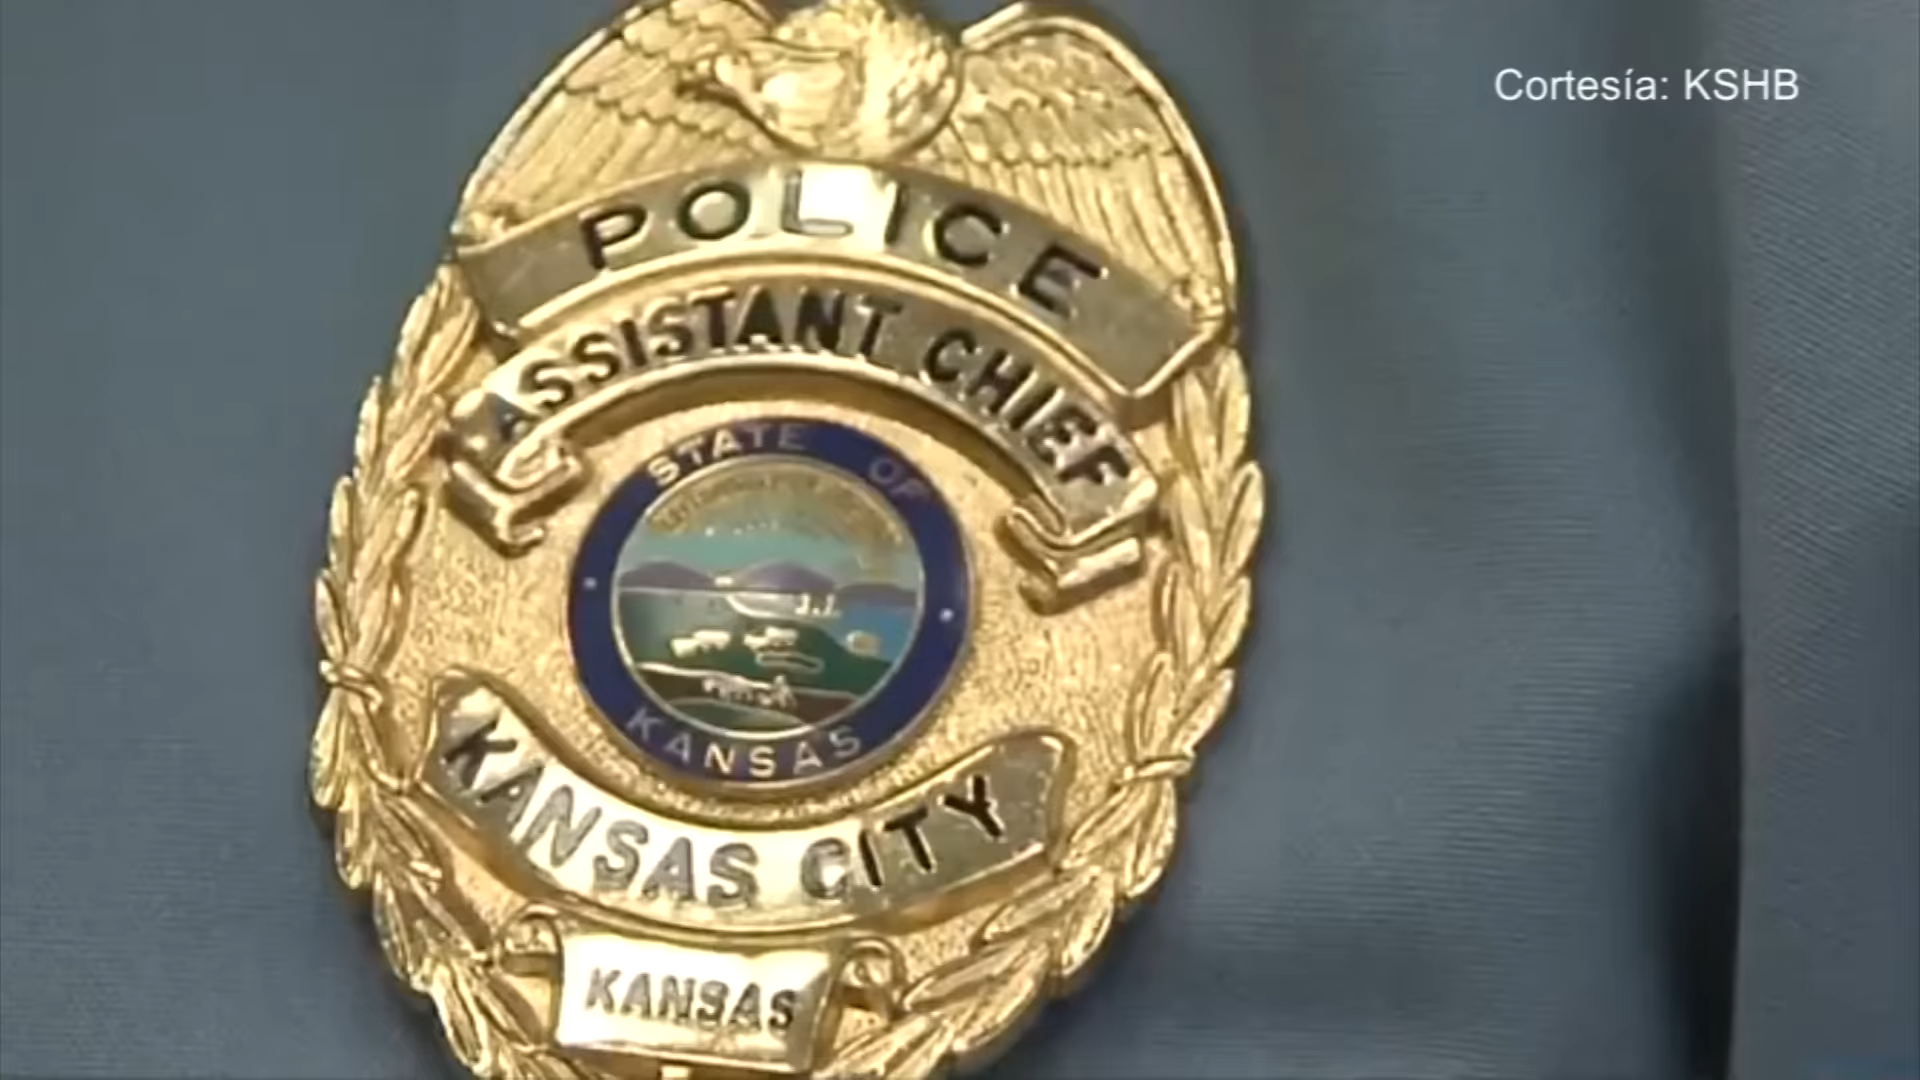 Cortesía: KSHB
POLICE
ASSISTANT CHIEF
STATE OF
KANSAS
KANSAS CITY
KANSAS